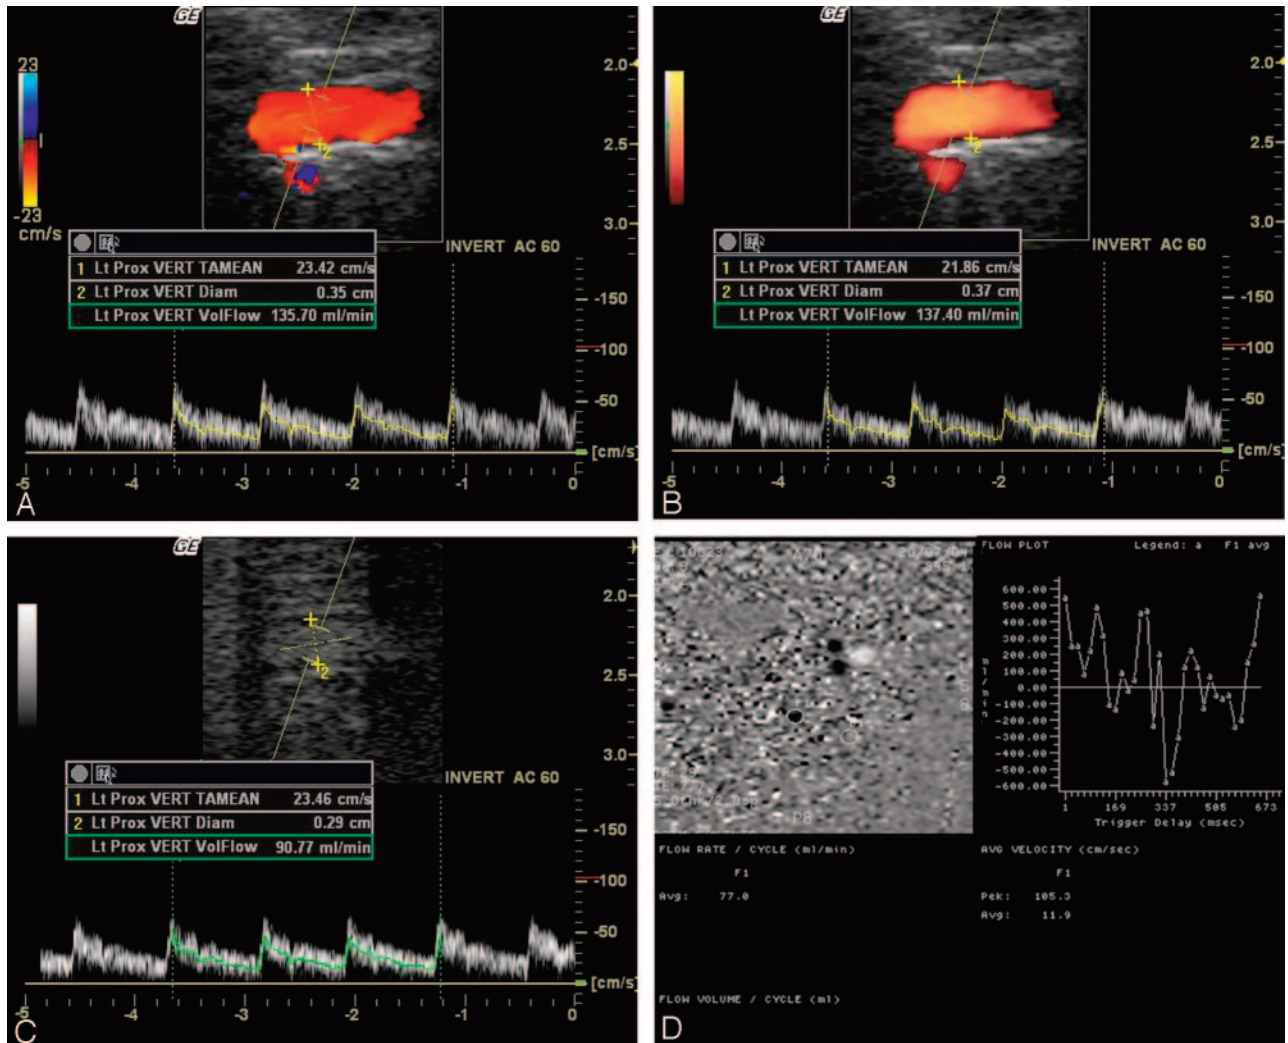 GE
23
-23
cm/s
2.0
2.5
3.0
INVERT AC 60
1 Lt Prox VERT TAMEAN 23.42 cm/s
2 Lt Prox VERT Diam 0.35 cm
Lt Prox VERT VolFlow 135.70 ml/min
-150
-100
-50
[cm/s]
-5 -4 -3 -2 -1 0
A
GE
2.0
2.5
3.0
INVERT AC 60
1 Lt Prox VERT TAMEAN 21.86 cm/s
2 Lt Prox VERT Diam 0.37 cm
Lt Prox VERT VolFlow 137.40 ml/min
-150
-100
-50
[cm/s]
-5 -4 -3 -2 -1 0
B
GE
2.0
2.5
3.0
INVERT AC 60
1 Lt Prox VERT TAMEAN 23.46 cm/s
2 Lt Prox VERT Diam 0.29 cm
Lt Prox VERT VolFlow 90.77 ml/min
-150
-100
-50
[cm/s]
-5 -4 -3 -2 -1 0
C
FLOW PLOT Legend: a F1 avg
600.00
500.00
400.00
300.00
200.00
100.00
0.00
-100.00
-200.00
-300.00
-400.00
-500.00
-600.00
1 169 337 505 673
Trigger Delay (msec)
FLOW RATE / CYCLE (ml/min)
F1
Avg: 77.0
AVG VELOCITY (cm/sec)
F1
Pek: 105.3
Avg: 11.9
FLOW VOLUME / CYCLE (ml)
D